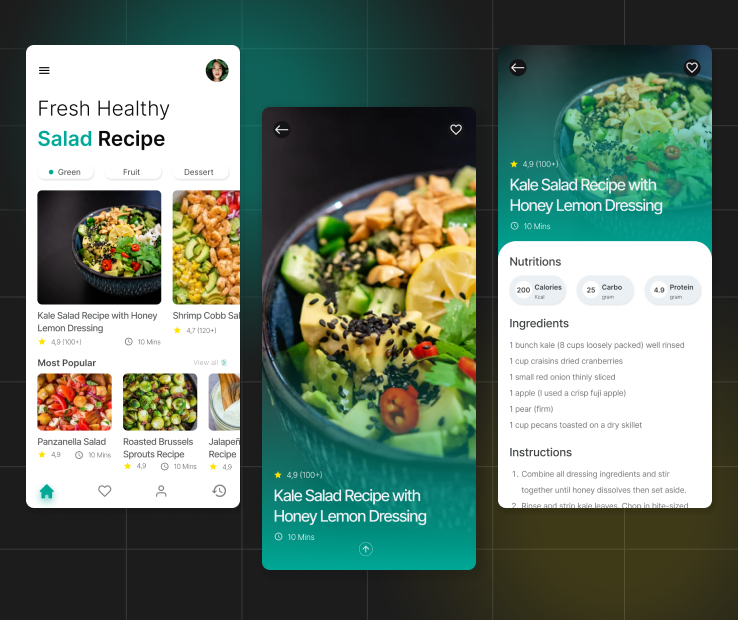 Fresh Healthy
Salad Recipe
Green
Fruit
Dessert
Kale Salad Recipe with Honey
Lemon Dressing
4,9 (100+)
10 Mins
Shrimp Cobb Sal
4,7 (120+)
Most Popular
View all
Panzanella Salad
4,9
10 Mins
Roasted Brussels
Sprouts Recipe
4,9
10 Mins
Jalapeñ
Recipe
4,9
4,9 (100+)
Kale Salad Recipe with
Honey Lemon Dressing
10 Mins
4,9 (100+)
Kale Salad Recipe with
Honey Lemon Dressing
10 Mins
Nutritions
200 Calories
Kcal
25 Carbo
gram
4.9 Protein
gram
Ingredients
1 bunch kale (8 cups loosely packed) well rinsed
1 cup craisins dried cranberries
1 small red onion thinly sliced
1 apple (I used a crisp fuji apple)
1 pear (firm)
1 cup pecans toasted on a dry skillet
Instructions
1. Combine all dressing ingredients and stir
together until honey dissolves then set aside.
2. Rinse and strip kale leaves. Chop in bite-sized